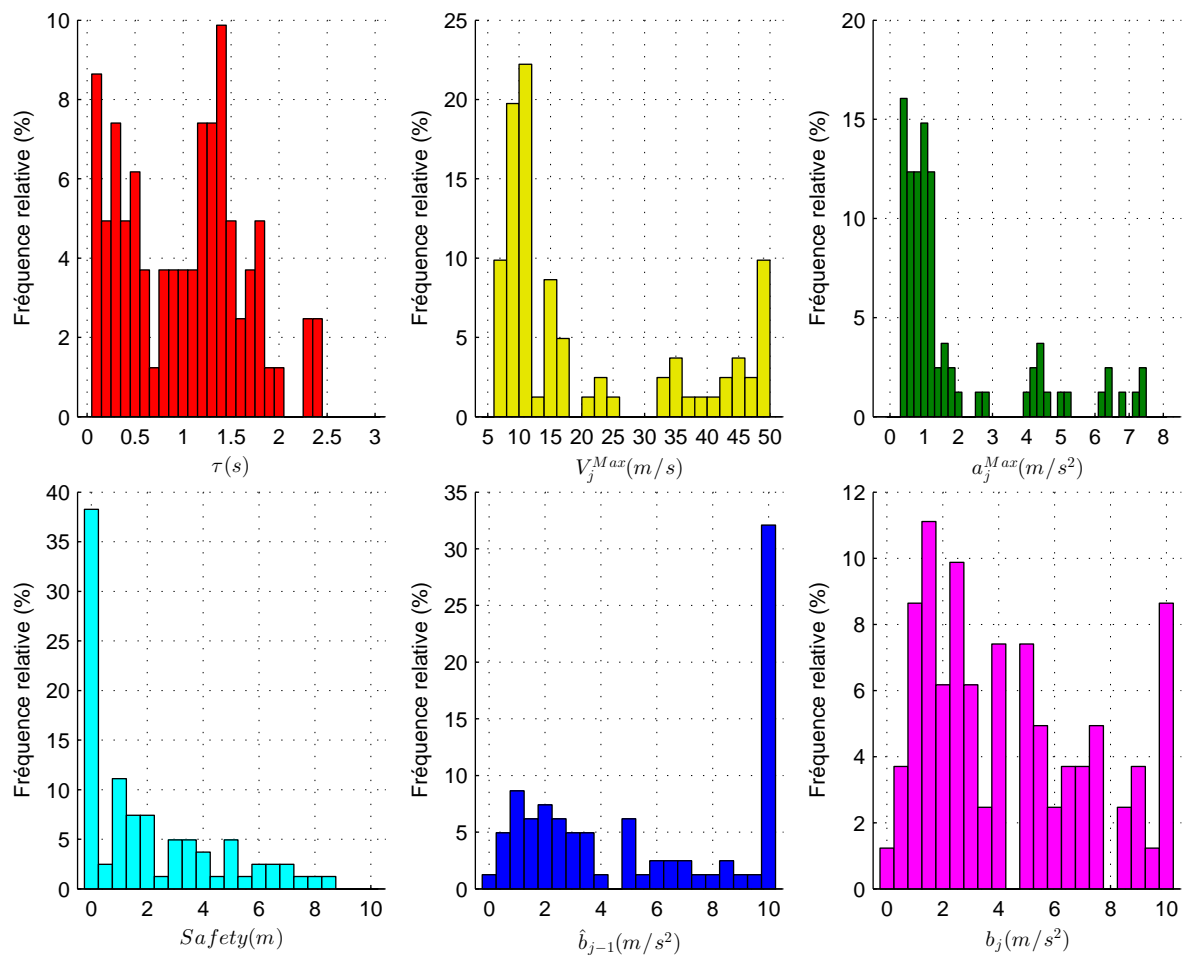 10
8
6
4
2
0
Fréquence relative (%)
0 0.5 1 1.5 2 2.5 3
τ(s)
25
20
15
10
5
0
Fréquence relative (%)
5 10 15 20 25 30 35 40 45 50
V_j^{Max}(m/s)
20
15
10
5
0
Fréquence relative (%)
0 1 2 3 4 5 6 7 8
a_j^{Max}(m/s²)
40
35
30
25
20
15
10
5
0
Fréquence relative (%)
0 2 4 6 8 10
Safety(m)
35
30
25
20
15
10
5
0
Fréquence relative (%)
0 2 4 6 8 10
b̂_{j−1}(m/s²)
12
10
8
6
4
2
0
Fréquence relative (%)
0 2 4 6 8 10
b_j(m/s²)